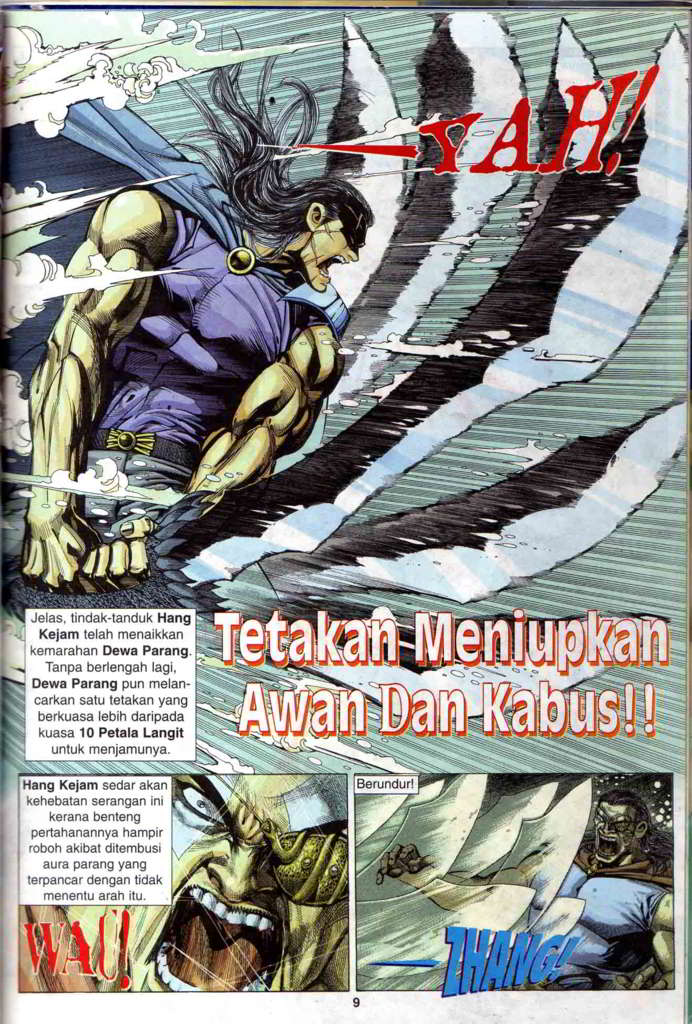 YAH!
Jelas, tindak-tanduk Hang
Kejam telah menaikkan
kemarahan Dewa Parang.
Tanpa berlengah lagi,
Dewa Parang pun melan-
carkan satu tetakan yang
berkuasa lebih daripada
kuasa 10 Petala Langit
untuk menjamunya.
Tetakan Meniupkan
Awan Dan Kabus!!
Hang Kejam sedar akan
kehebatan serangan ini
kerana benteng
pertahanannya hampir
roboh akibat ditembusi
aura parang yang
terpancar dengan tidak
menentu arah itu.
WAU!
Berundur!
ZHANG!
9